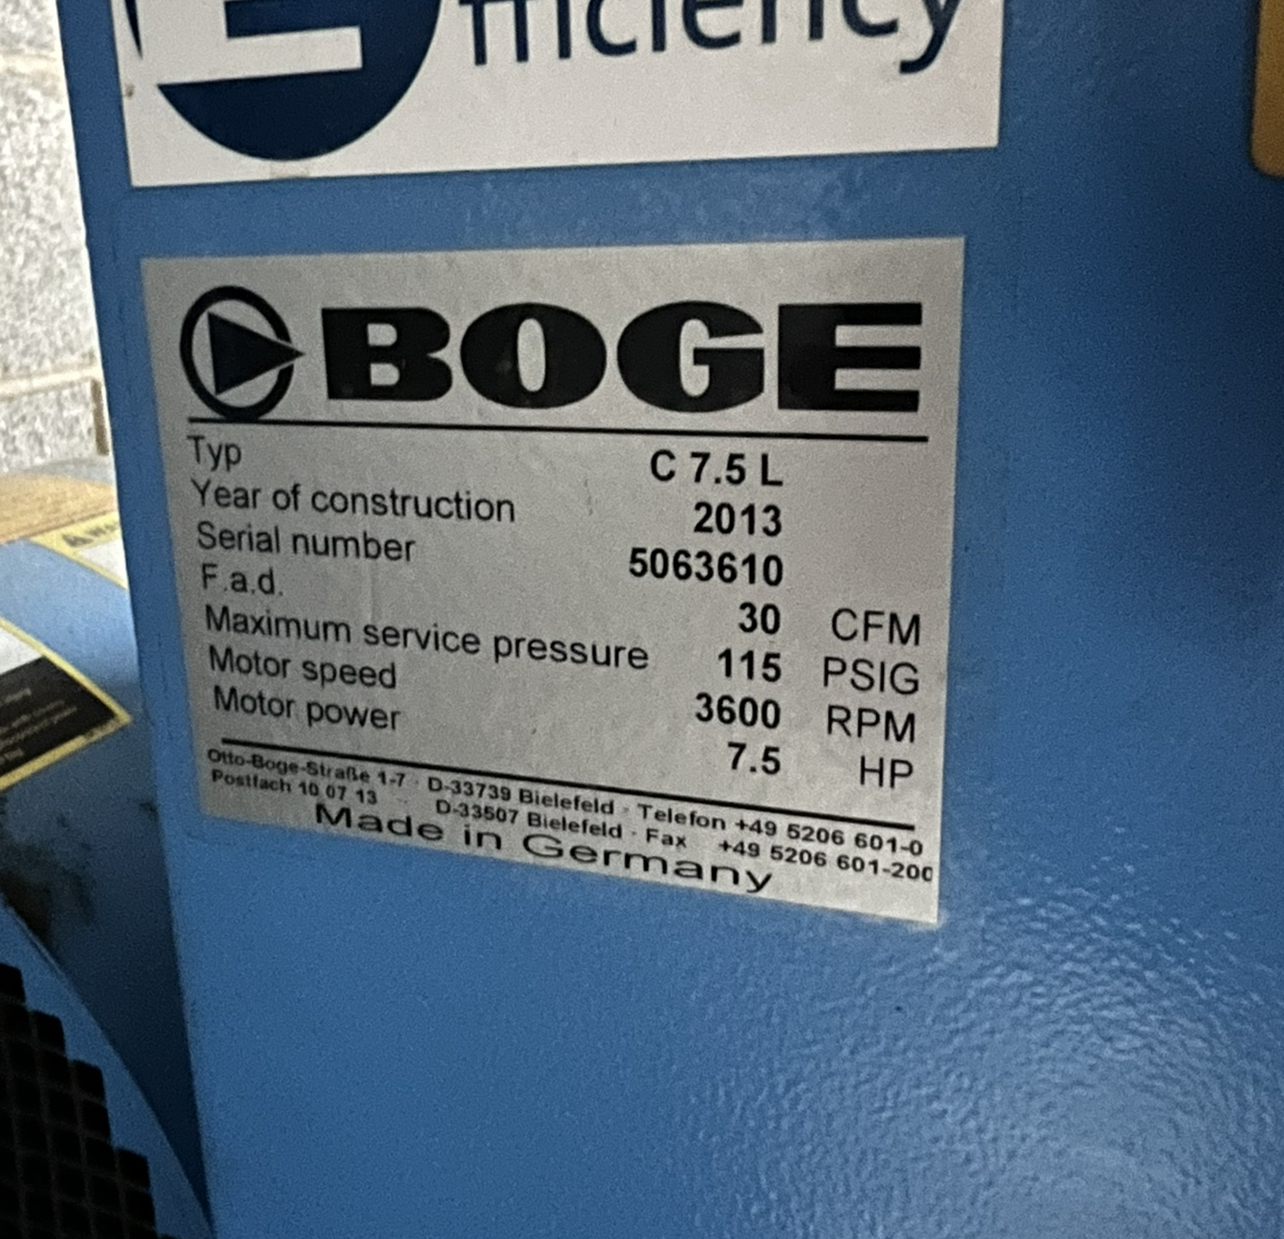 fficiency
BOGE
Typ C 7.5 L
Year of construction 2013
Serial number 5063610
F.a.d. 30 CFM
Maximum service pressure 115 PSIG
Motor speed 3600 RPM
Motor power 7.5 HP
Otto-Boge-Straße 1-7 · D-33739 Bielefeld · Telefon +49 5206 601-0
Postfach 10 07 13 · D-33507 Bielefeld · Fax +49 5206 601-200
Made in Germany